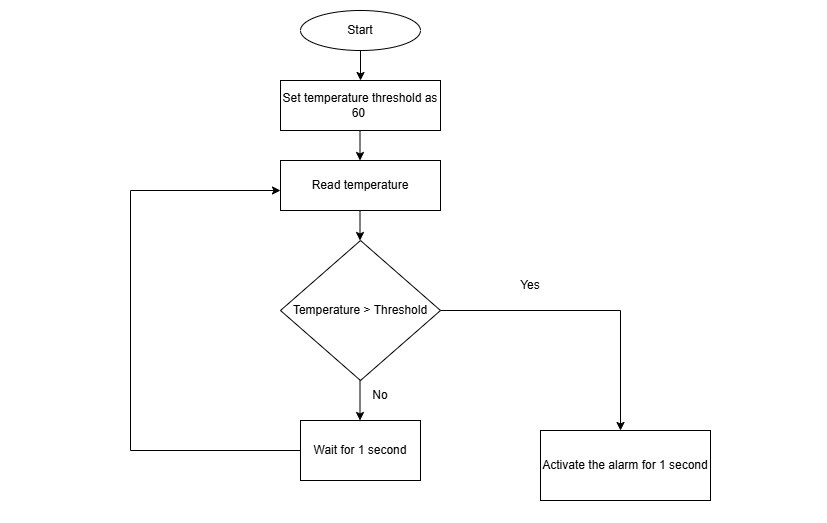 Start
Set temperature threshold as
60
Read temperature
Temperature > Threshold
Yes
No
Wait for 1 second
Activate the alarm for 1 second